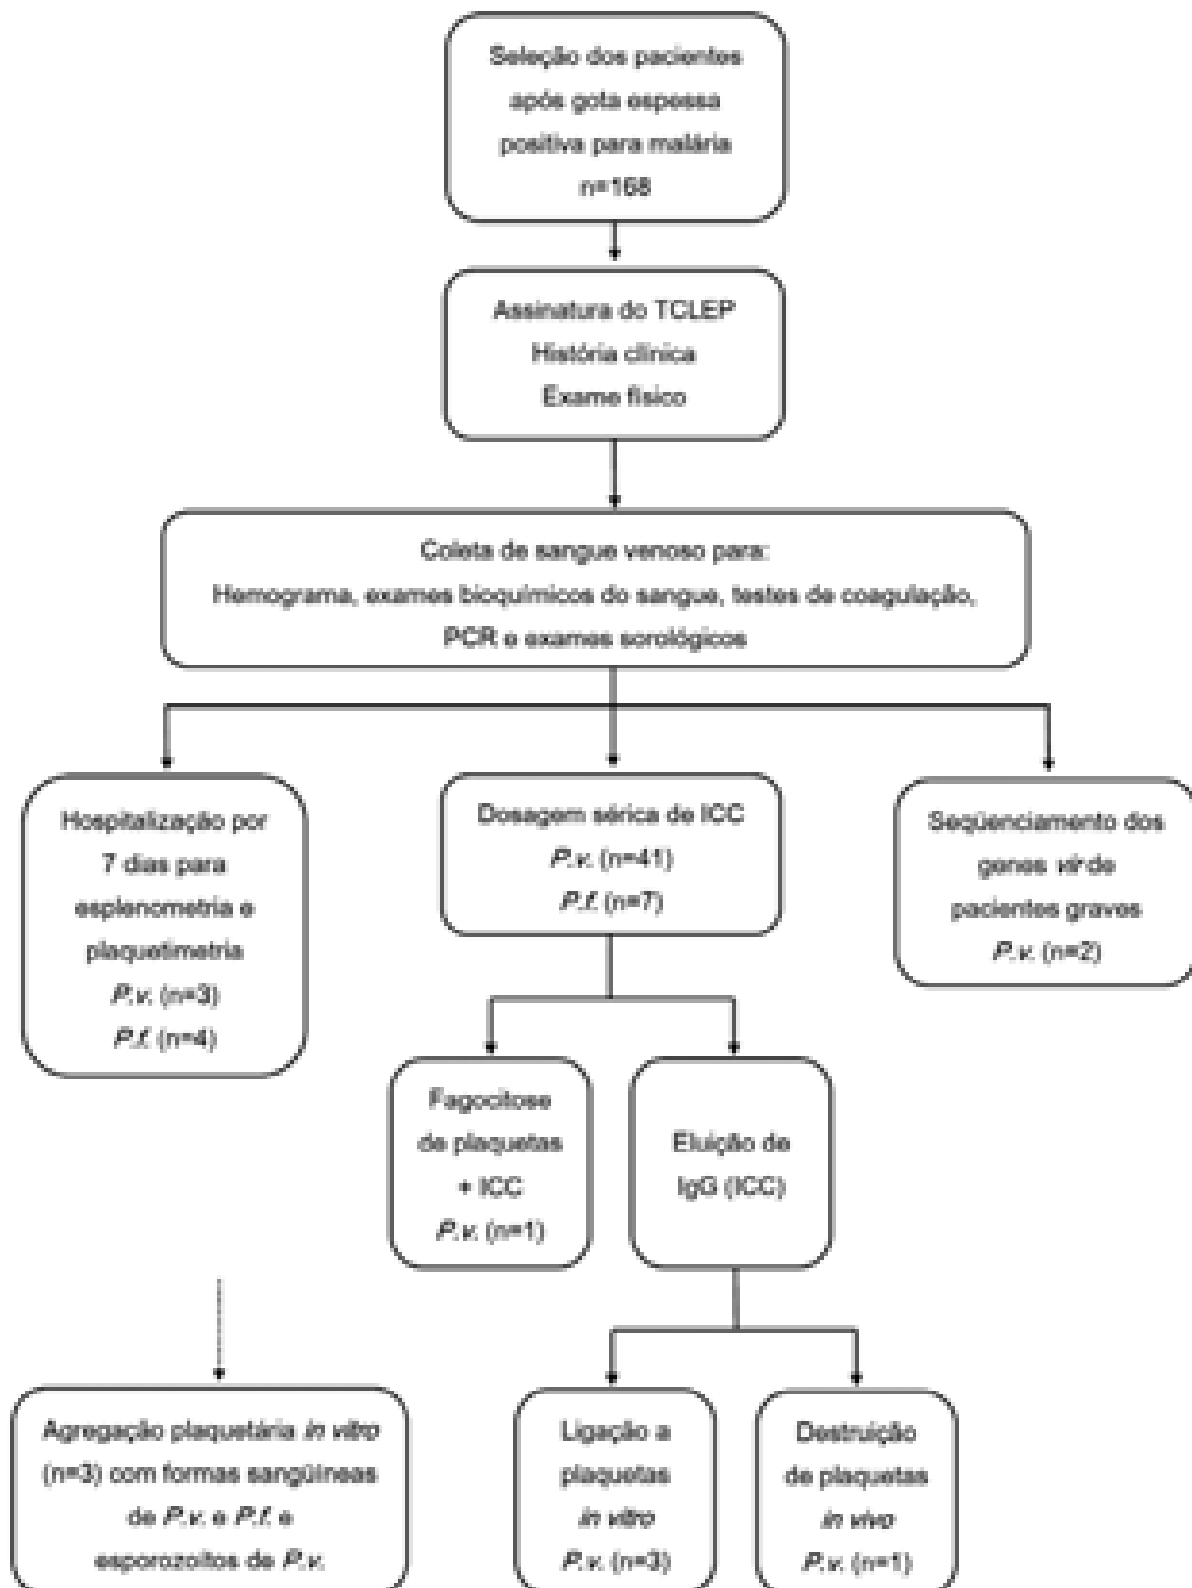 Seleção dos pacientes
após gota espessa
positiva para malária
n=168
Assinatura do TCLEP
História clínica
Exame físico
Coleta de sangue venoso para:
Hemograma, exames bioquímicos do sangue, testes de coagulação,
PCR e exames sorológicos
Hospitalização por
7 dias para
esplenometria e
plaquetimetria
P.v. (n=3)
P.f. (n=4)
Dosagem sérica de ICC
P.v. (n=41)
P.f. (n=7)
Seqüenciamento dos
genes vir de
pacientes graves
P.v. (n=2)
Fagocitose
de plaquetas
+ ICC
P.v. (n=1)
Eluição de
IgG (ICC)
Agregação plaquetária in vitro
(n=3) com formas sangüíneas
de P.v. e P.f. e
esporozoítos de P.v.
Ligação a
plaquetas
in vitro
P.v. (n=3)
Destruição
de plaquetas
in vivo
P.v. (n=1)